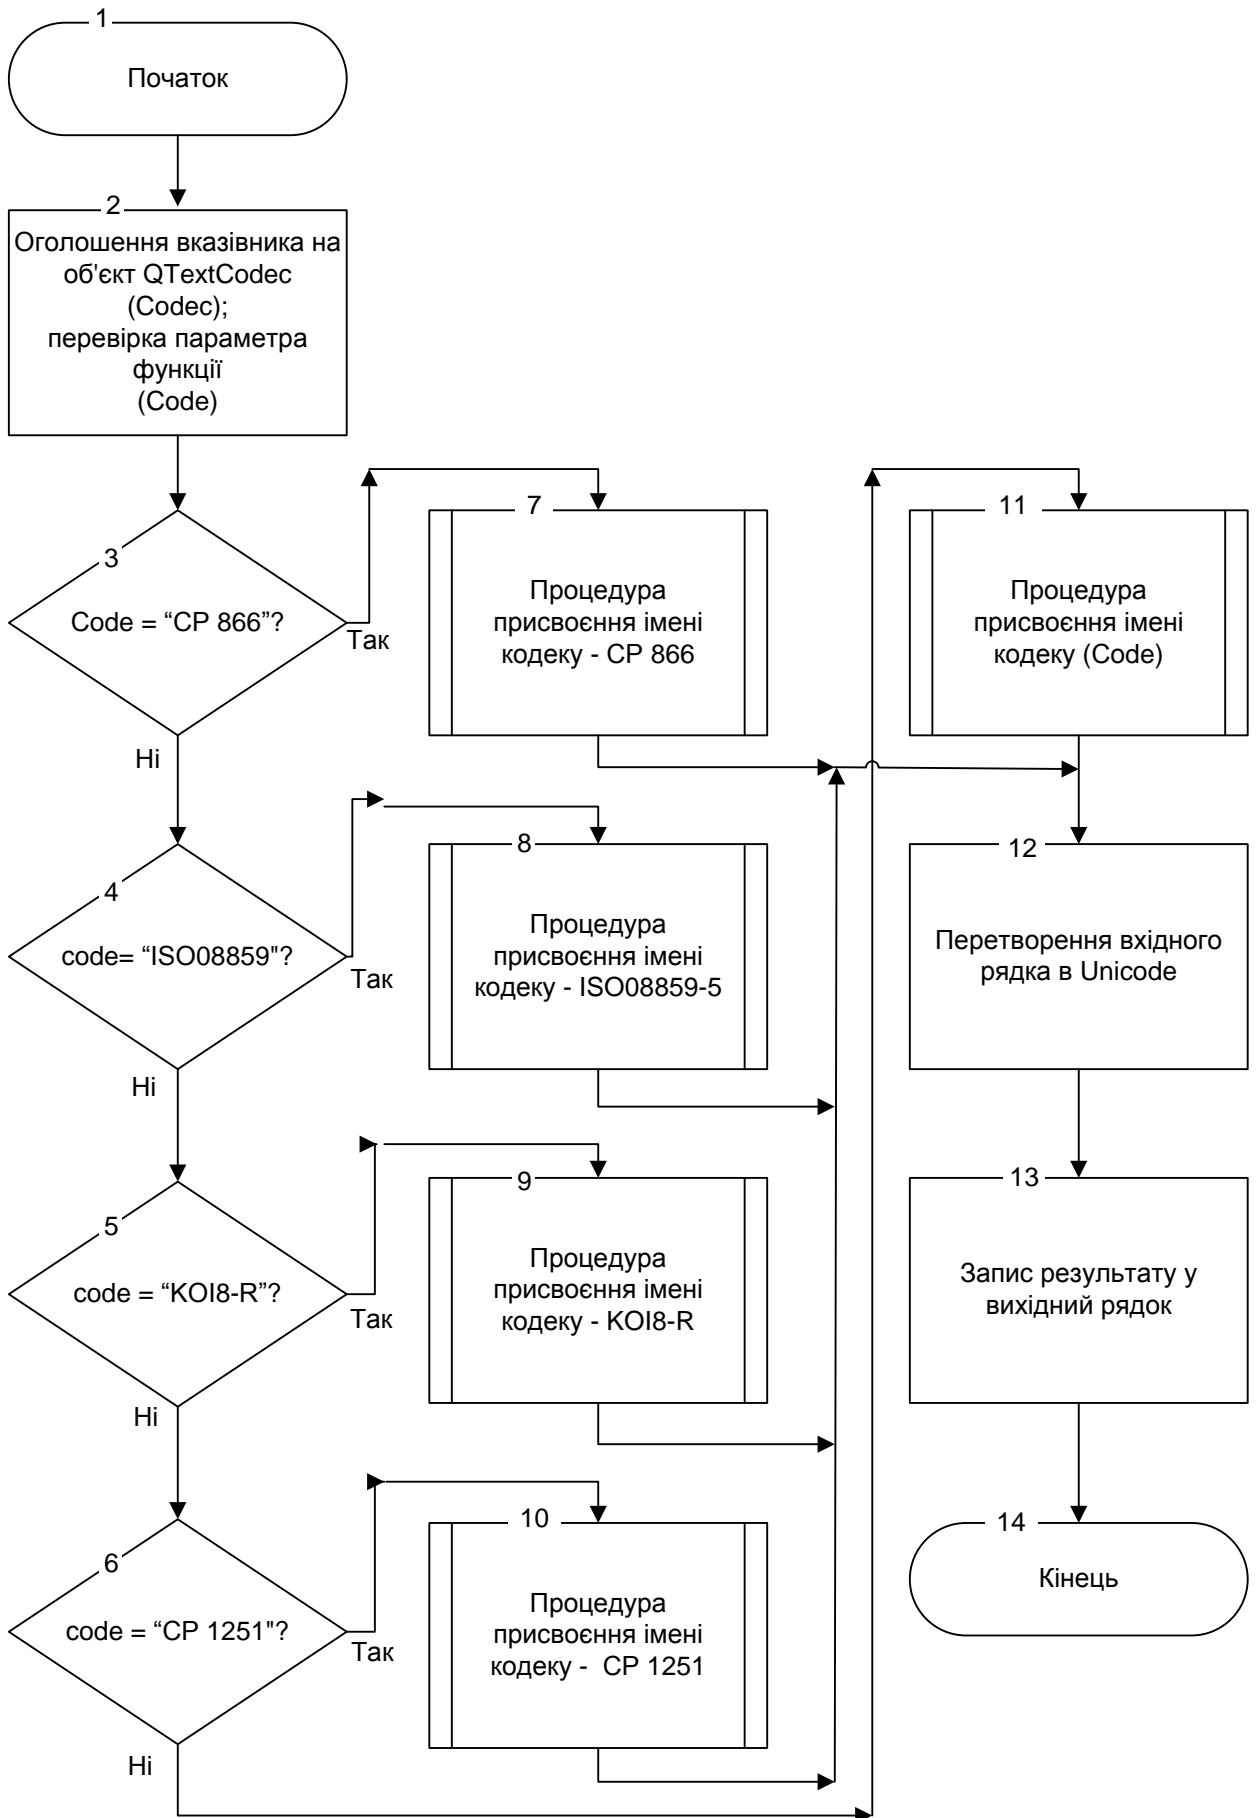 1
Початок
2
Оголошення вказівника на
об'єкт QTextCodec
(Codec);
перевірка параметра
функції
(Code)
3
Code = “CP 866”?
Так
Ні
4
code= “ISO08859"?
Так
Ні
5
code = “KOI8-R”?
Так
Ні
6
code = “CP 1251"?
Так
Ні
7
Процедура
присвоєння імені
кодеку - CP 866
8
Процедура
присвоєння імені
кодеку - ISO08859-5
9
Процедура
присвоєння імені
кодеку - KOI8-R
10
Процедура
присвоєння імені
кодеку -  CP 1251
11
Процедура
присвоєння імені
кодеку (Code)
12
Перетворення вхідного
рядка в Unicode
13
Запис результату у
вихідний рядок
14
Кінець